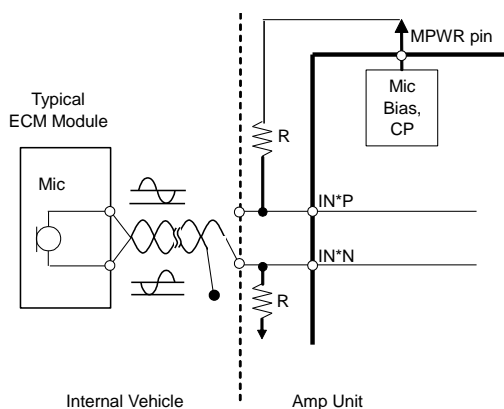 MPWR pin
Typical
ECM Module
Mic
Bias,
CP
R
Mic
IN*P
IN*N
R
Internal Vehicle
Amp Unit